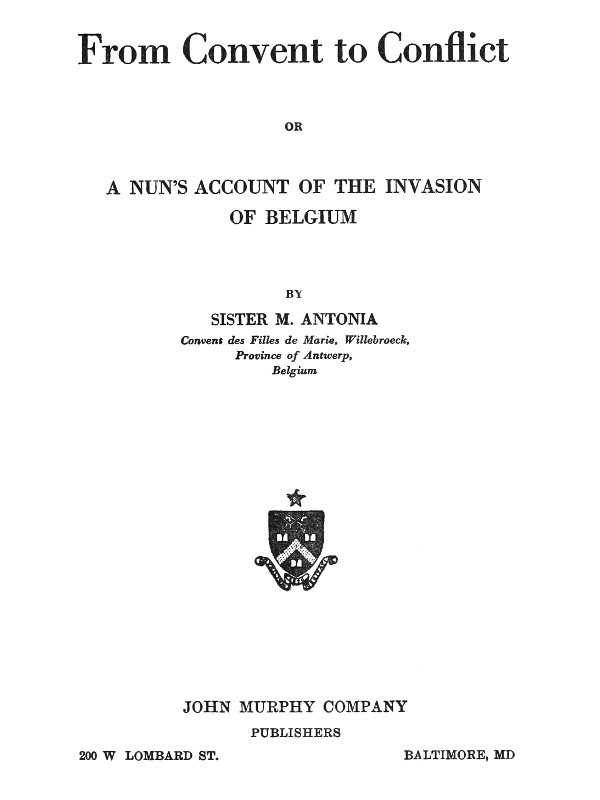 From Convent to Conflict
OR
A NUN'S ACCOUNT OF THE INVASION
OF BELGIUM
BY
SISTER M. ANTONIA
Convent des Filles de Marie, Willebroeck,
Province of Antwerp,
Belgium
JOHN MURPHY COMPANY
PUBLISHERS
200 W LOMBARD ST. BALTIMORE, MD